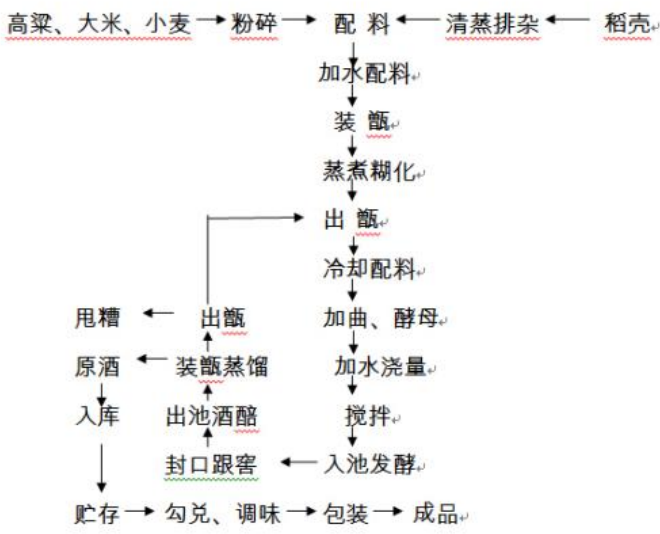 高粱、大米、小麦→粉碎→配 料←清蒸排杂←稻壳
加水配料
装 甑
蒸煮糊化
出 甑
冷却配料
甩糟←出甑 加曲、酵母
原酒←装甑蒸馏 加水浇量
入库 出池酒醅 搅拌
封口跟窖←入池发酵
贮存→勾兑、调味→包装→成品